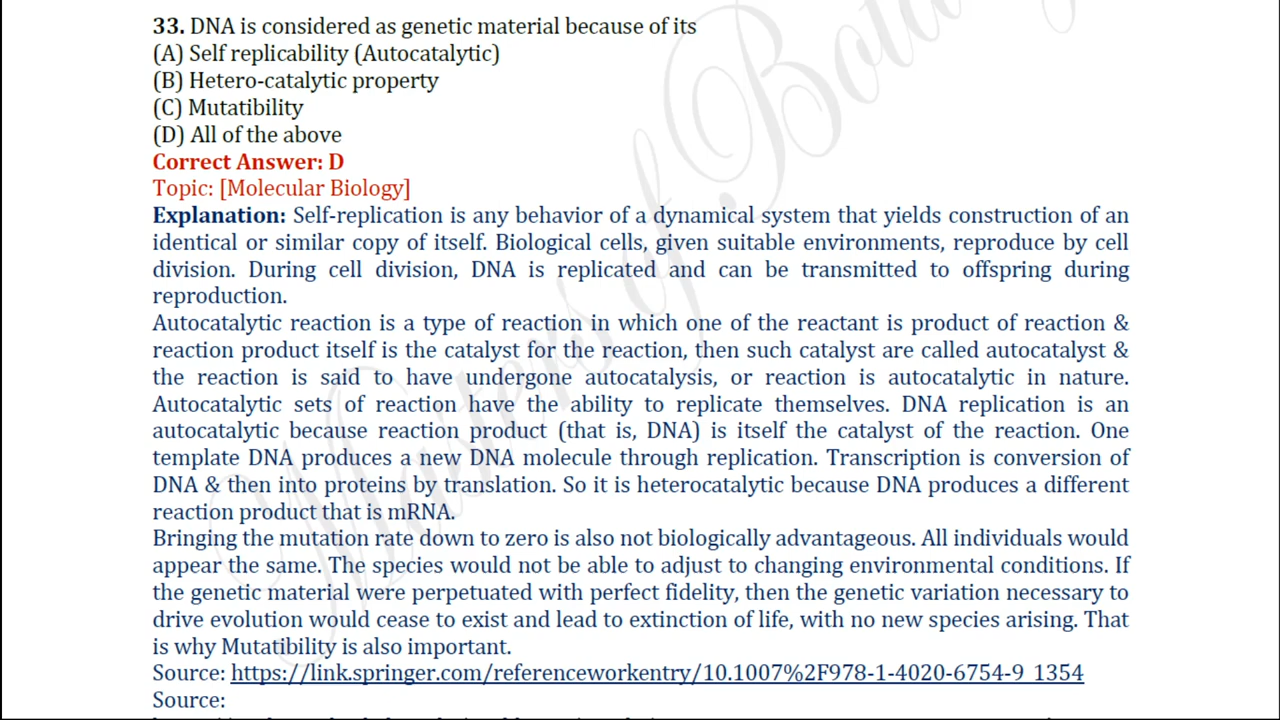 33. DNA is considered as genetic material because of its
(A) Self replicability (Autocatalytic)
(B) Hetero-catalytic property
(C) Mutatibility
(D) All of the above
Correct Answer: D
Topic: [Molecular Biology]
Explanation: Self-replication is any behavior of a dynamical system that yields construction of an
identical or similar copy of itself. Biological cells, given suitable environments, reproduce by cell
division. During cell division, DNA is replicated and can be transmitted to offspring during
reproduction.
Autocatalytic reaction is a type of reaction in which one of the reactant is product of reaction &
reaction product itself is the catalyst for the reaction, then such catalyst are called autocatalyst &
the reaction is said to have undergone autocatalysis, or reaction is autocatalytic in nature.
Autocatalytic sets of reaction have the ability to replicate themselves. DNA replication is an
autocatalytic because reaction product (that is, DNA) is itself the catalyst of the reaction. One
template DNA produces a new DNA molecule through replication. Transcription is conversion of
DNA & then into proteins by translation. So it is heterocatalytic because DNA produces a different
reaction product that is mRNA.
Bringing the mutation rate down to zero is also not biologically advantageous. All individuals would
appear the same. The species would not be able to adjust to changing environmental conditions. If
the genetic material were perpetuated with perfect fidelity, then the genetic variation necessary to
drive evolution would cease to exist and lead to extinction of life, with no new species arising. That
is why Mutatibility is also important.
Source: https://link.springer.com/referenceworkentry/10.1007%2F978-1-4020-6754-9_1354
Source:
Masters of Botany